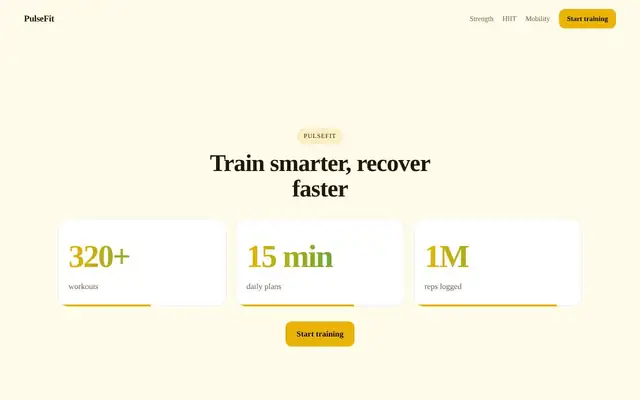 PulseFit
Strength HIIT Mobility Start training
PULSEFIT
Train smarter, recover
faster
320+ 15 min 1M
workouts daily plans reps logged
Start training